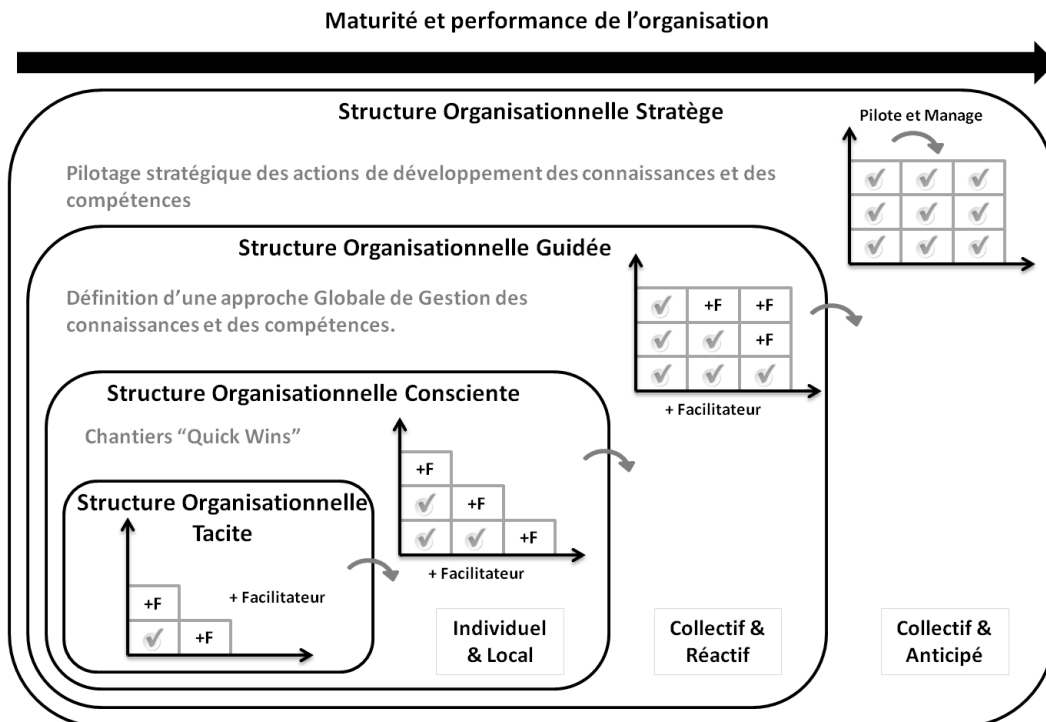 Maturité et performance de l’organisation
Structure Organisationnelle Stratège
Pilote et Manage
Pilotage stratégique des actions de développement des connaissances et des
compétences
Structure Organisationnelle Guidée
Définition d’une approche Globale de Gestion des
connaissances et des compétences.
+F +F
+F
+ Facilitateur
Structure Organisationnelle Consciente
Chantiers “Quick Wins”
+F
+F
+F
+ Facilitateur
Structure Organisationnelle
Tacite
+F
+ Facilitateur
+F
Individuel
& Local
Collectif &
Réactif
Collectif &
Anticipé